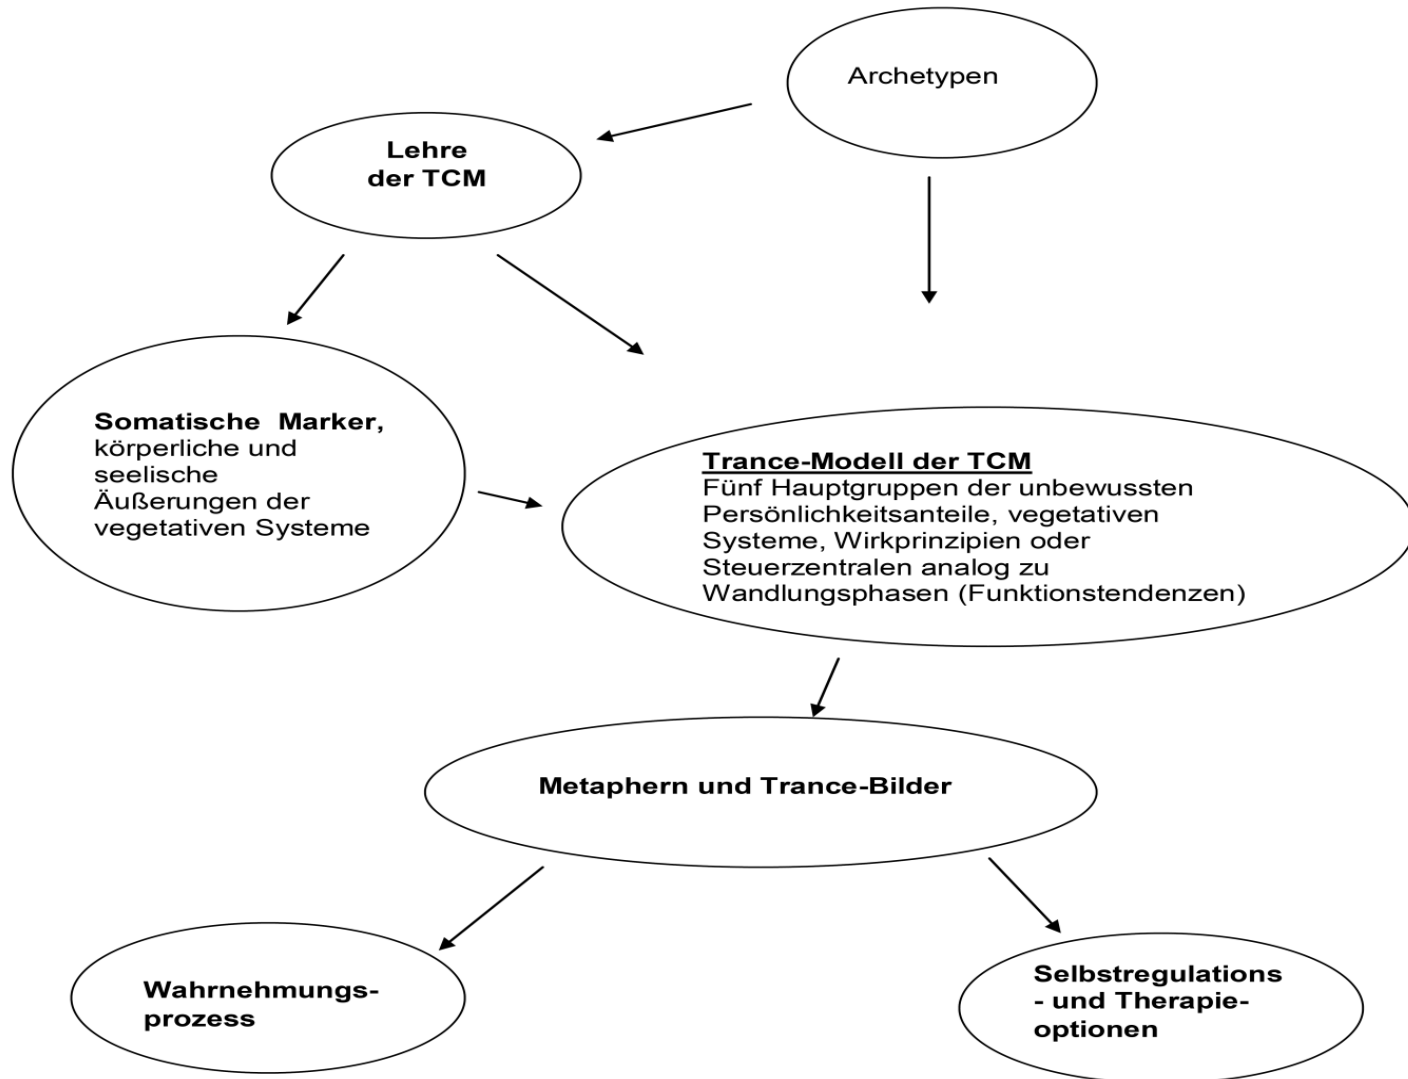 Archetypen
Lehre
der TCM
Somatische Marker,
körperliche und
seelische
Äußerungen der
vegetativen Systeme
Trance-Modell der TCM
Fünf Hauptgruppen der unbewussten
Persönlichkeitsanteile, vegetativen
Systeme, Wirkprinzipien oder
Steuerzentralen analog zu
Wandlungsphasen (Funktionstendenzen)
Metaphern und Trance-Bilder
Wahrnehmungs-
prozess
Selbstregulations
- und Therapie-
optionen